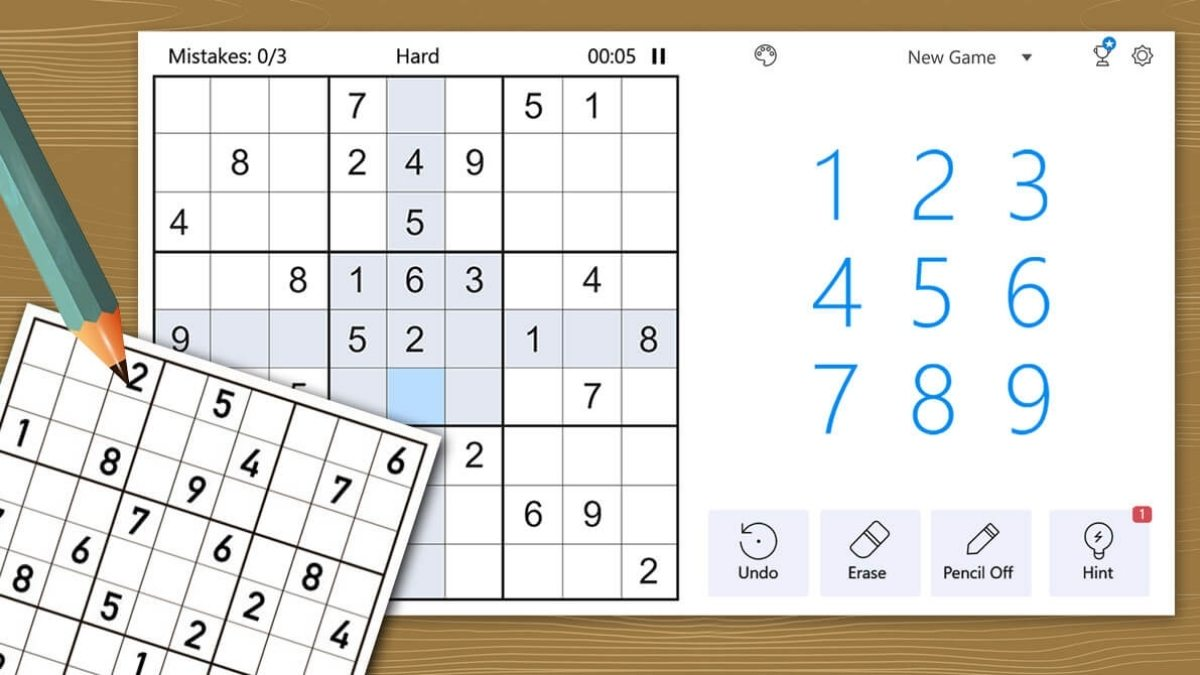 Mistakes: 0/3 Hard 00:05 New Game
7 5 1
8 2 4 9
4 5
8 1 6 3 4
9 5 2 1 8
7
2
6 9
2
1 2 3
4 5 6
7 8 9
Undo Erase Pencil Off Hint 1
2 5 6
4 7
1 8 9
7 6 8
6 2 4
8 5 2
1